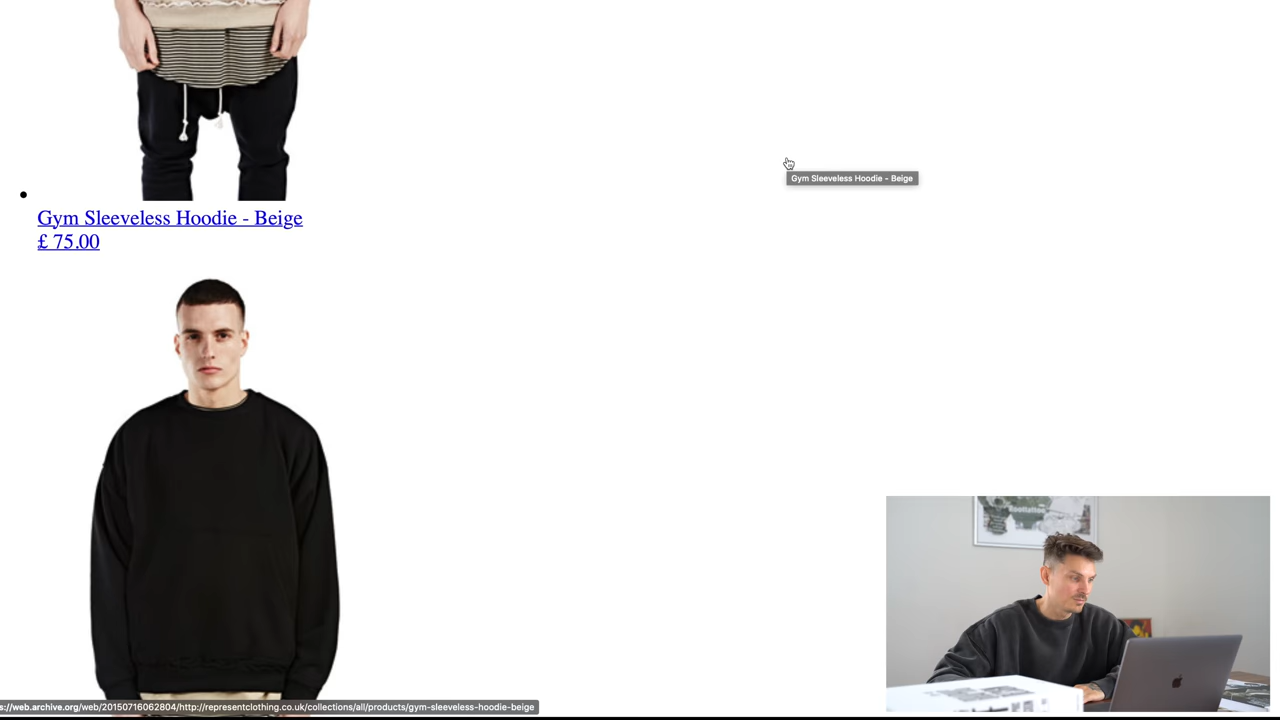 Gym Sleeveless Hoodie - Beige
Gym Sleeveless Hoodie - Beige
£ 75.00
s://web.archive.org/web/20150716062804/http://representclothing.co.uk/collections/all/products/gym-sleeveless-hoodie-beige